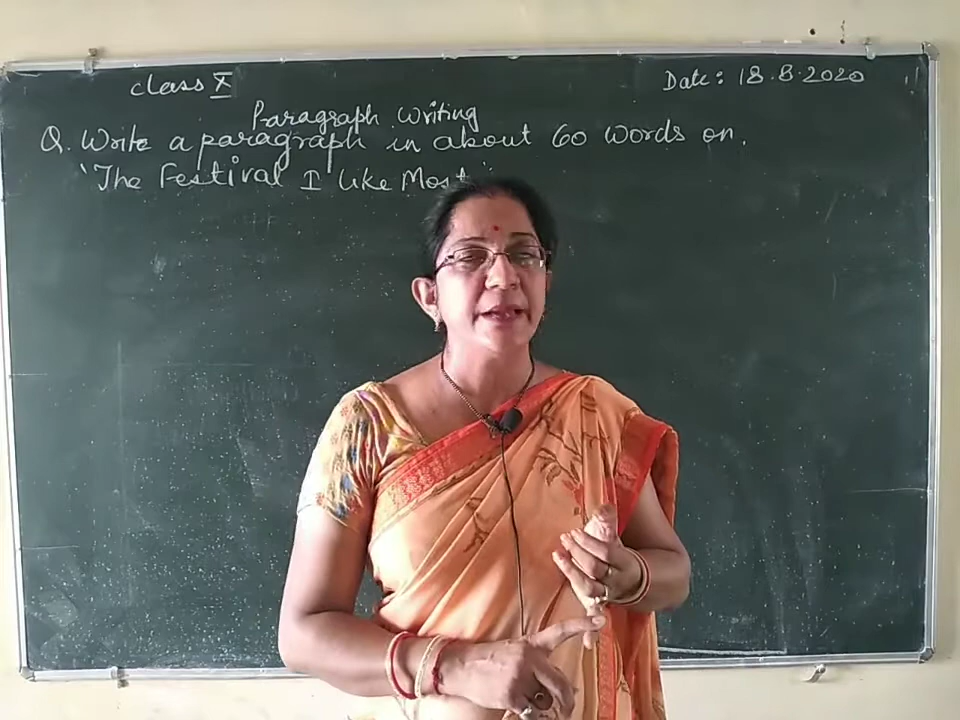 class X
Date: 18.8.2020
Paragraph Writing
Q. Write a paragraph in about 60 words on.
'The Festival I like Most'